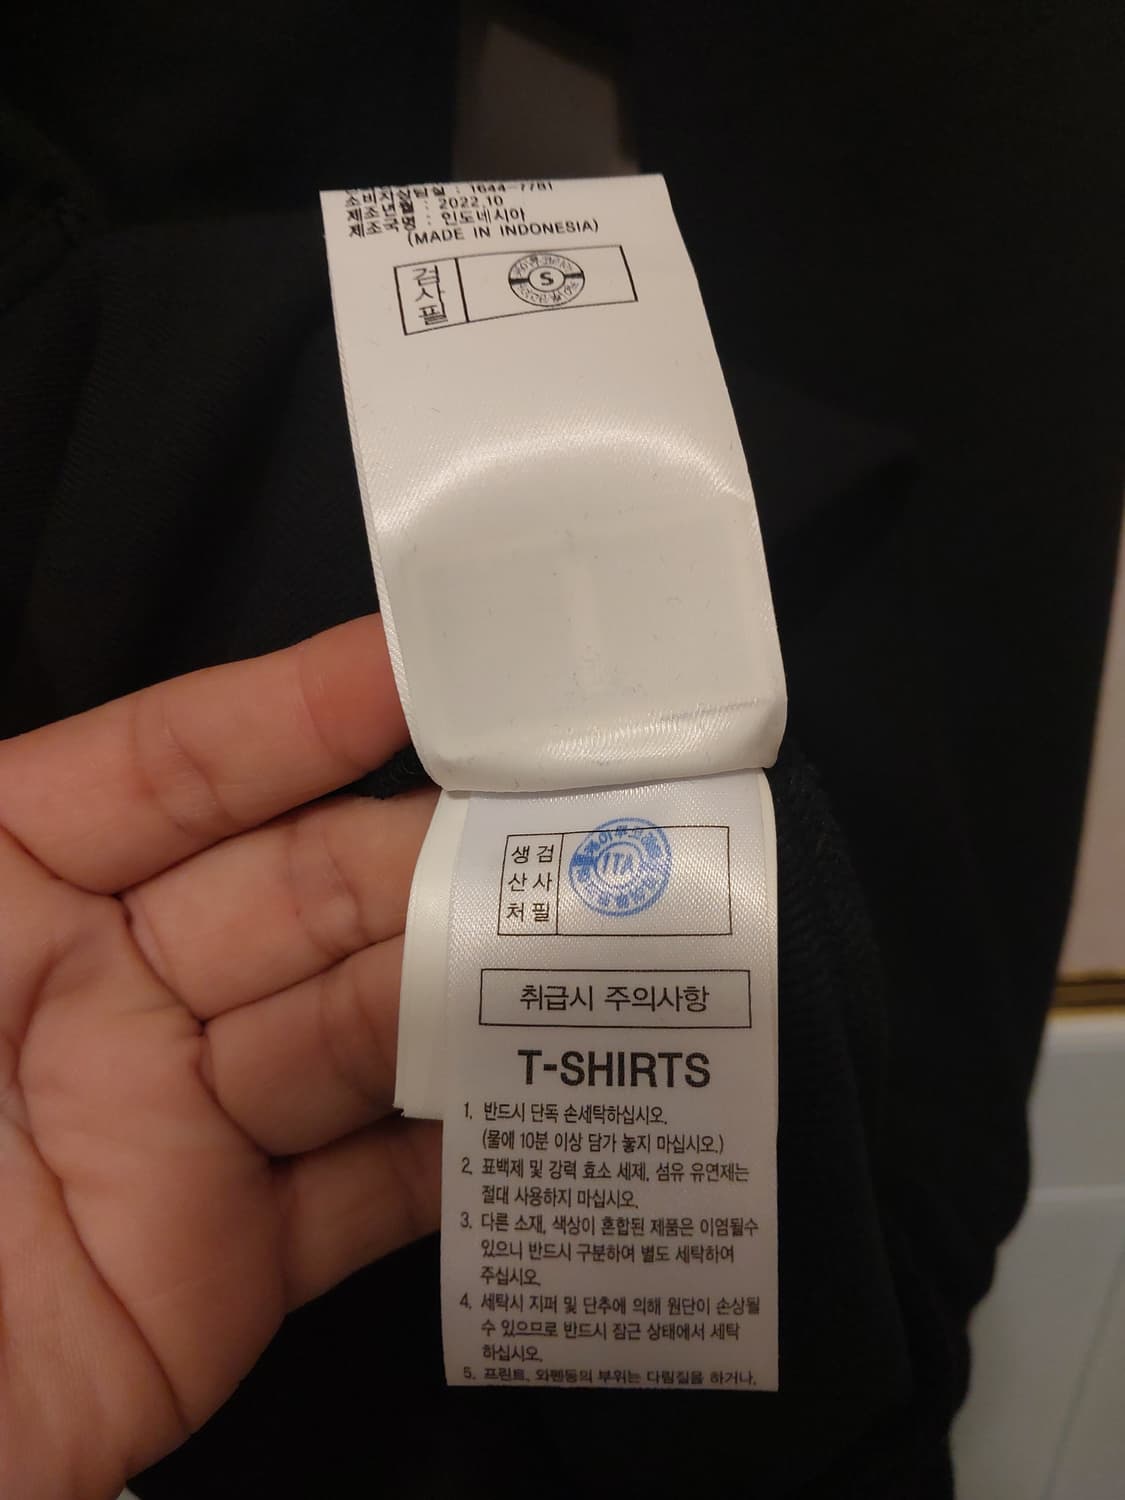 소비자상담실 : 1644-7781
제조년월 : 2022.10
제조국명 : 인도네시아
(MADE IN INDONESIA)
검사필
S
생산처 검사필
ITA
취급시 주의사항
T-SHIRTS
1. 반드시 단독 손세탁하십시오.
(물에 10분 이상 담가 놓지 마십시오.)
2. 표백제 및 강력 효소 세제, 섬유 유연제는
절대 사용하지 마십시오.
3. 다른 소재, 색상이 혼합된 제품은 이염될수
있으니 반드시 구분하여 별도 세탁하여
주십시오.
4. 세탁시 지퍼 및 단추에 의해 원단이 손상될
수 있으므로 반드시 잠근 상태에서 세탁
하십시오.
5. 프린트, 와펜등의 부위는 다림질을 하거나,